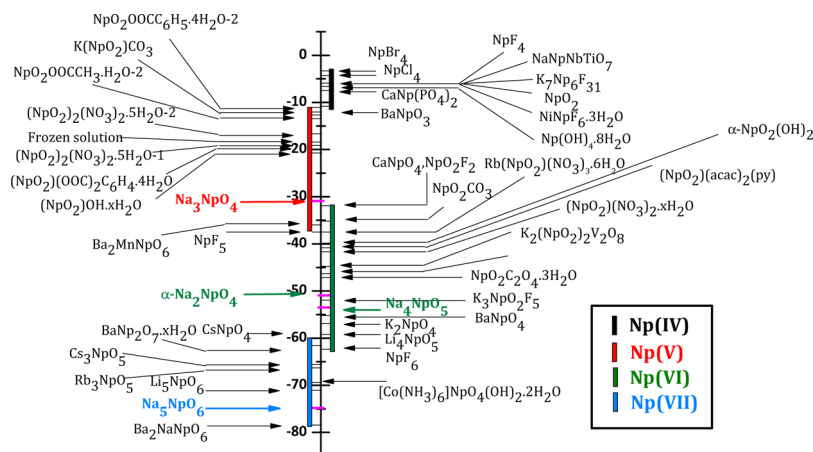 NpO₂OOCC₆H₅.4H₂O-2
K(NpO₂)CO₃
NpO₂OOCCH₃.H₂O-2
(NpO₂)₂(NO₃)₂.5H₂O-2
Frozen solution
(NpO₂)₂(NO₃)₂.5H₂O-1
(NpO₂)₂(OOC)₂C₆H₄.4H₂O
(NpO₂)OH.xH₂O
Na₃NpO₄
Ba₂MnNpO₆
NpF₅
α-Na₂NpO₄
BaNp₂O₇.xH₂O
CsNpO₄
Cs₃NpO₅
Rb₃NpO₅
Li₅NpO₆
Na₅NpO₆
Ba₂NaNpO₆
0
-10
-20
-30
-40
-50
-60
-70
-80
NpBr₄
NpCl₄
CaNp(PO₄)₂
BaNpO₃
NpF₄
NaNpNbTiO₇
K₇Np₆F₃₁
NpO₂
NiNpF₆.3H₂O
Np(OH)₄.8H₂O
α-NpO₂(OH)₂
CaNpO₄,NpO₂F₂
Rb(NpO₂)(NO₃)₃.6H₂O
(NpO₂)(acac)₂(py)
NpO₂CO₃
(NpO₂)(NO₃)₂.xH₂O
K₂(NpO₂)₂V₂O₈
NpO₂C₂O₄.3H₂O
K₃NpO₂F₅
Na₄NpO₅
BaNpO₄
K₂NpO₄
Li₄NpO₅
NpF₆
[Co(NH₃)₆]NpO₄(OH)₂.2H₂O
Np(IV)
Np(V)
Np(VI)
Np(VII)